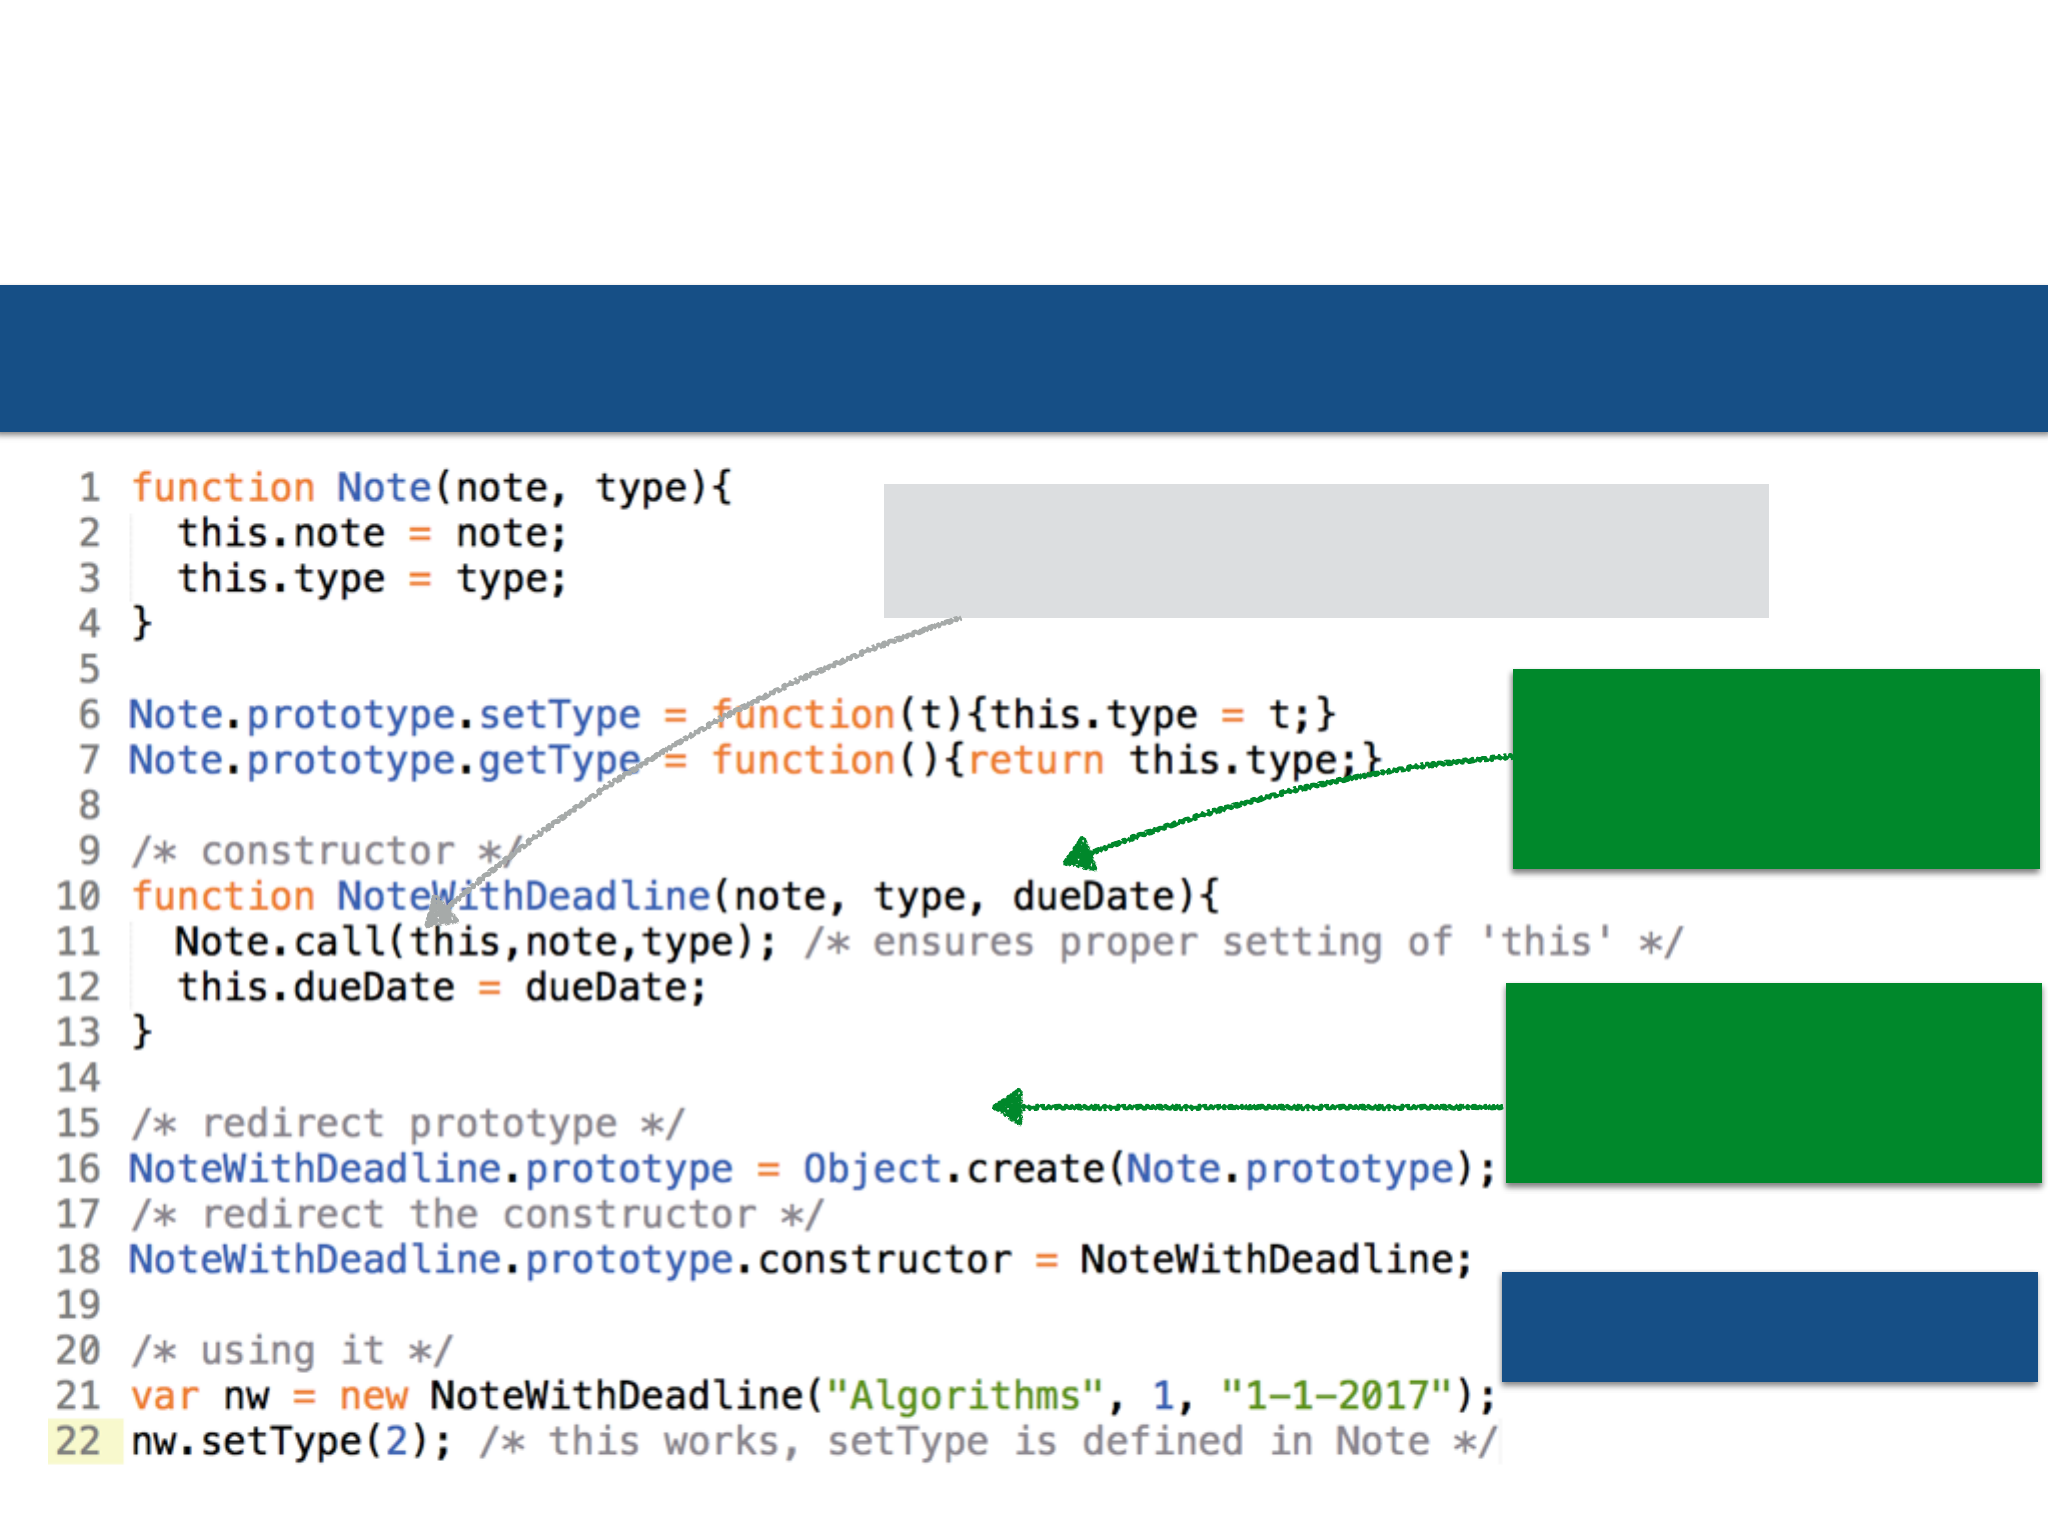 1 function Note(note, type){
2 this.note = note;
3 this.type = type;
4 }
5
6 Note.prototype.setType = function(t){this.type = t;}
7 Note.prototype.getType = function(){return this.type;}
8
9 /* constructor */
10 function NoteWithDeadline(note, type, dueDate){
11 Note.call(this,note,type); /* ensures proper setting of 'this' */
12 this.dueDate = dueDate;
13 }
14
15 /* redirect prototype */
16 NoteWithDeadline.prototype = Object.create(Note.prototype);
17 /* redirect the constructor */
18 NoteWithDeadline.prototype.constructor = NoteWithDeadline;
19
20 /* using it */
21 var nw = new NoteWithDeadline("Algorithms", 1, "1-1-2017");
22 nw.setType(2); /* this works, setType is defined in Note */